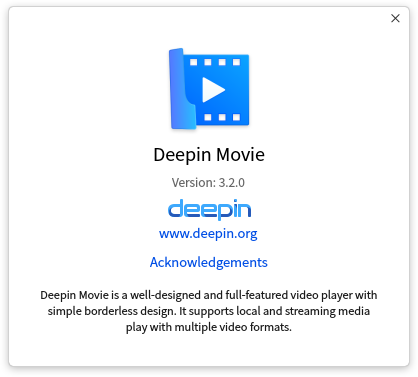 Deepin Movie
Version: 3.2.0
deepin
www.deepin.org
Acknowledgements
Deepin Movie is a well-designed and full-featured video player with
simple borderless design. It supports local and streaming media
play with multiple video formats.